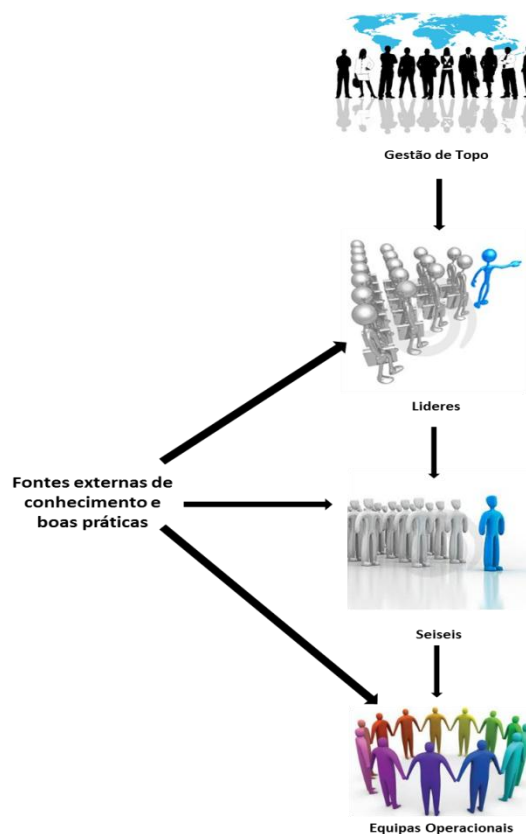 Gestão de Topo
Lideres
Fontes externas de
conhecimento e
boas práticas
Seiseis
Equipas Operacionais